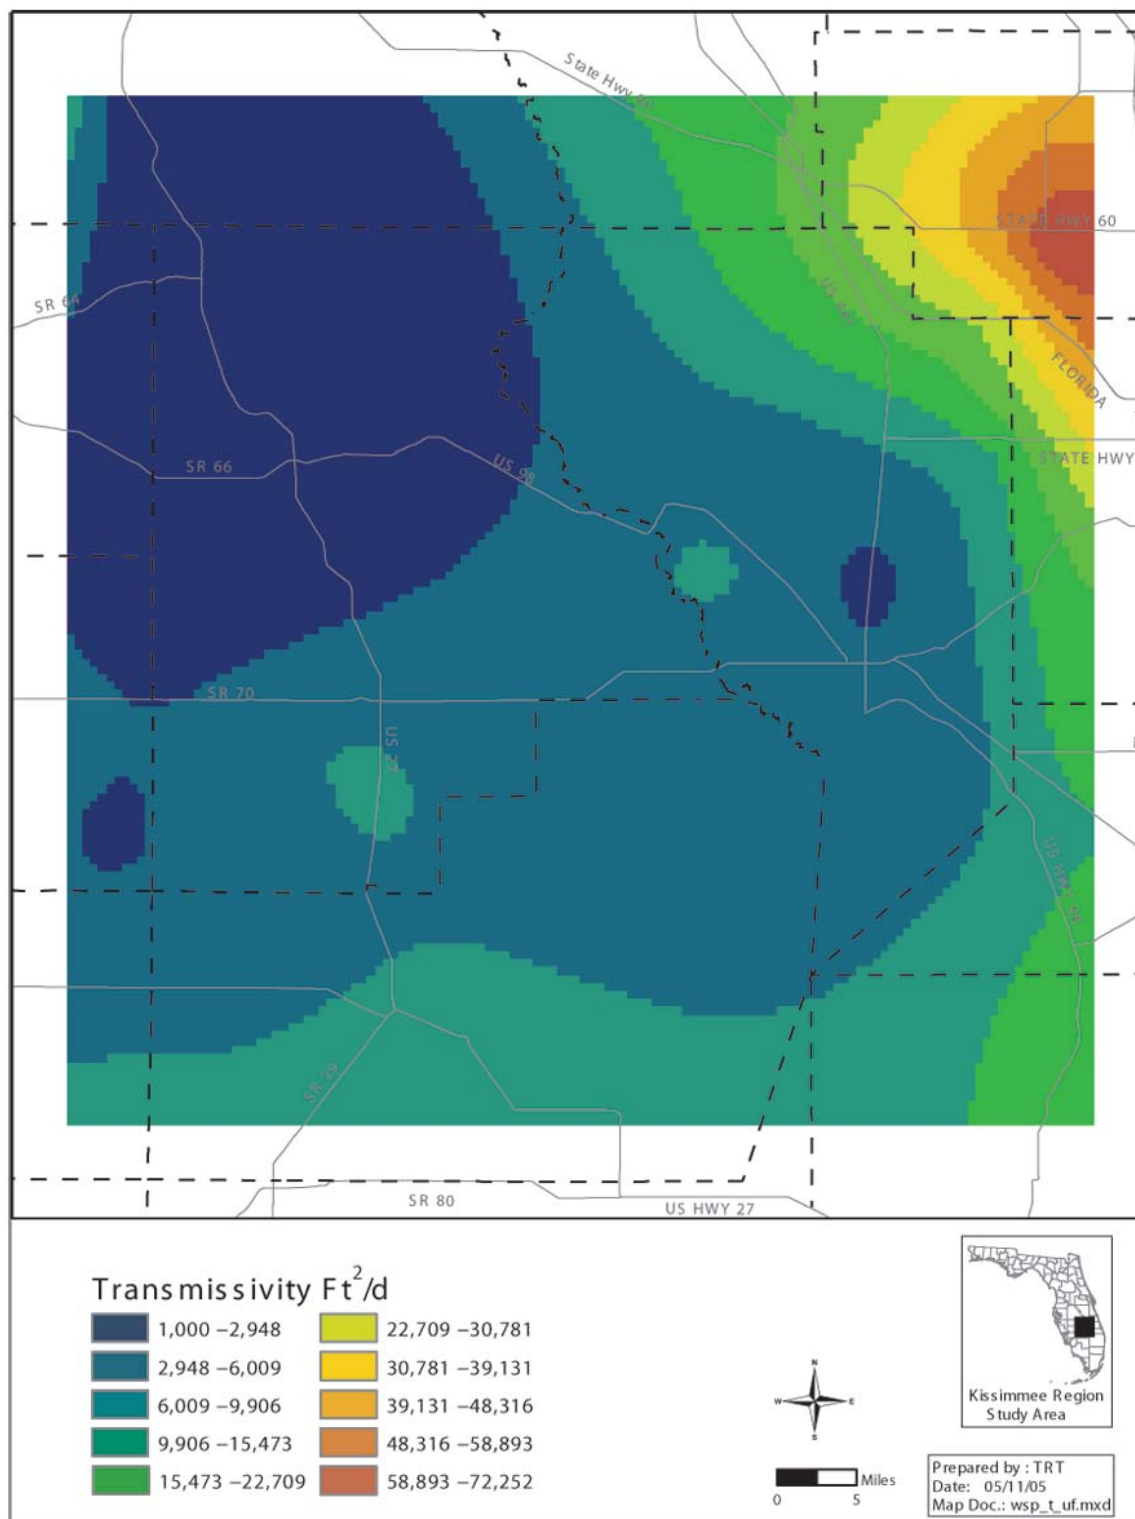 State Hwy
STATE HWY 60
SR 64
US 441
FLORIDA
SR 66
US 98
STATE HWY
SR 70
US 27
US HWY 98
SR 29
SR 80
US HWY 27
Transmissivity Ft²/d
1,000 –2,948
2,948 –6,009
6,009 –9,906
9,906 –15,473
15,473 –22,709
22,709 –30,781
30,781 –39,131
39,131 –48,316
48,316 –58,893
58,893 –72,252
N
W
E
S
0
5
Miles
Kissimmee Region
Study Area
Prepared by : TRT
Date: 05/11/05
Map Doc.: wsp_t_uf.mxd